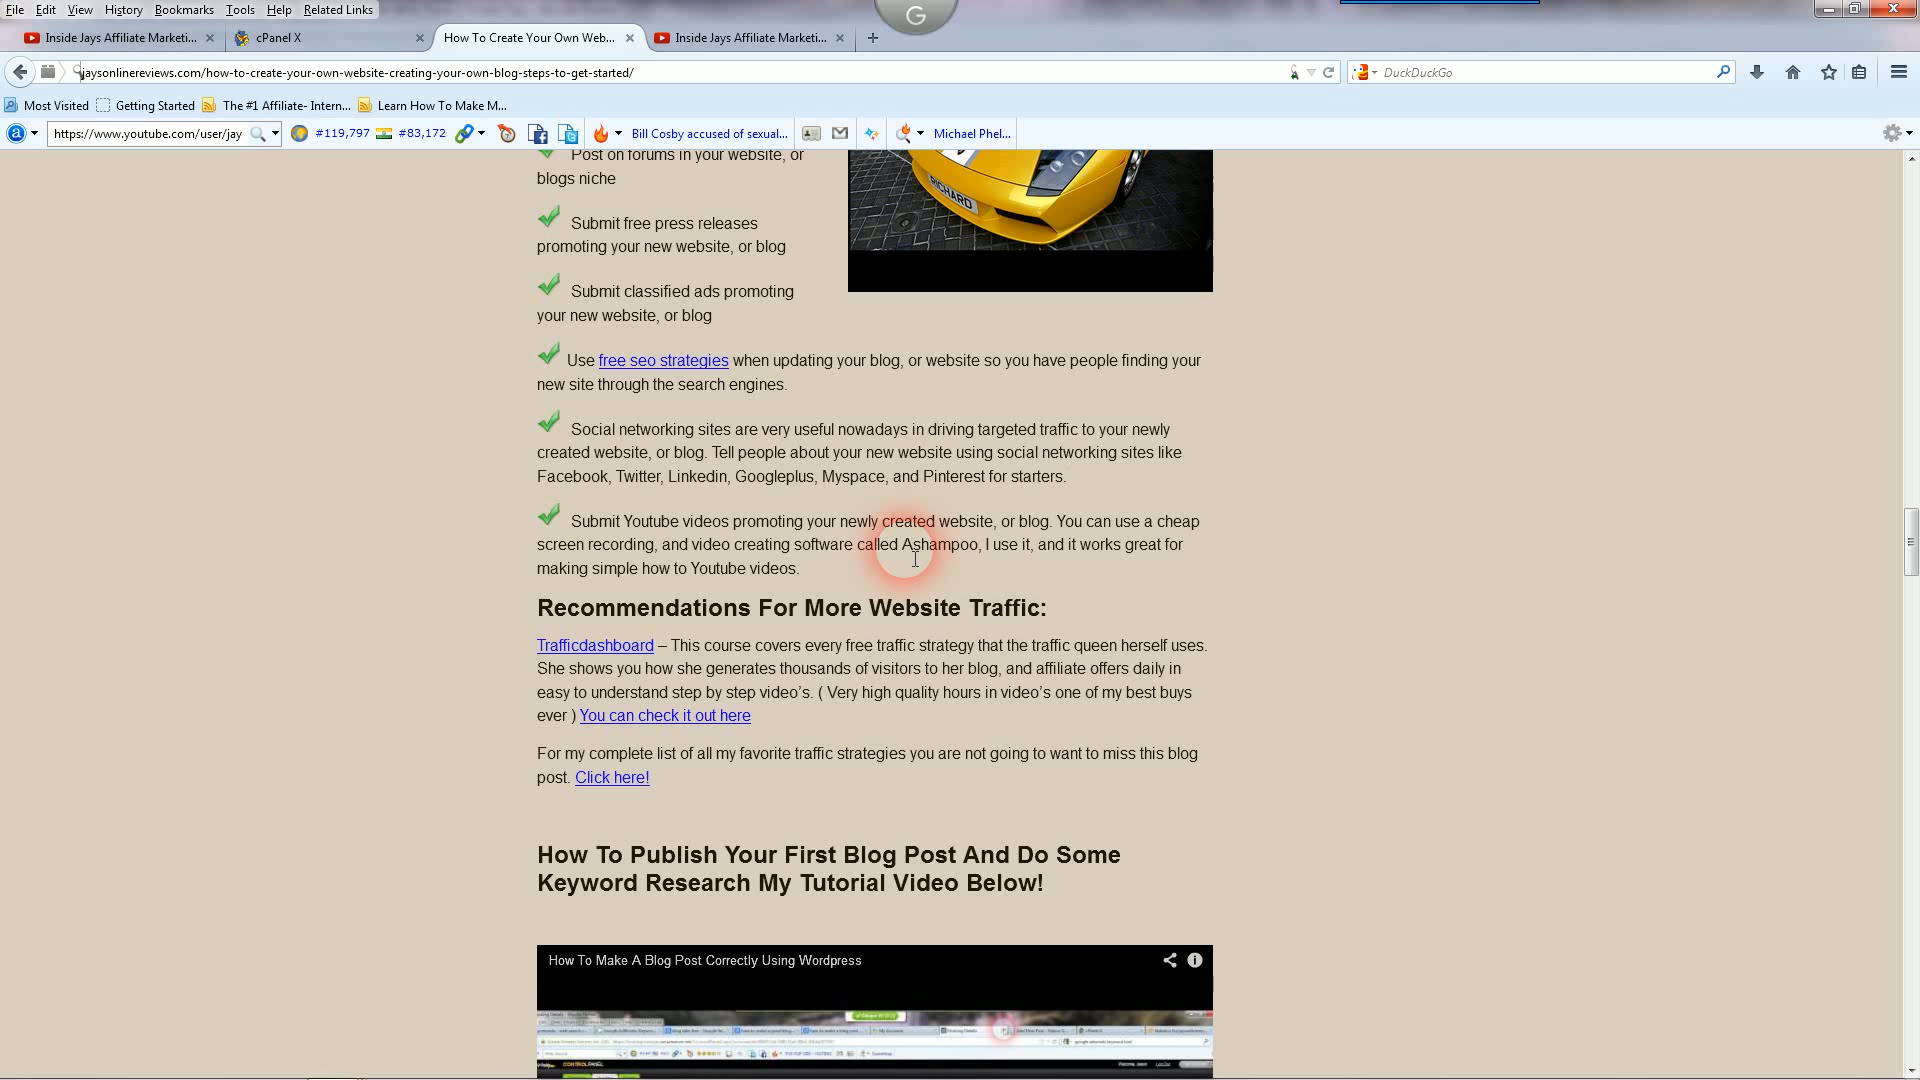 File Edit View History Bookmarks Tools Help Related Links
G
Inside Jays Affiliate Marketi... cPanel X How To Create Your Own Web... Inside Jays Affiliate Marketi...
jaysonlinereviews.com/how-to-create-your-own-website-creating-your-own-blog-steps-to-get-started/ DuckDuckGo
Most Visited Getting Started The #1 Affiliate- Intern... Learn How To Make M...
https://www.youtube.com/user/jay #119,797 #83,172 Bill Cosby accused of sexual... Michael Phel...
Post on forums in your website, or
blogs niche
RICHARD
Submit free press releases
promoting your new website, or blog
Submit classified ads promoting
your new website, or blog
Use free seo strategies when updating your blog, or website so you have people finding your
new site through the search engines.
Social networking sites are very useful nowadays in driving targeted traffic to your newly
created website, or blog. Tell people about your new website using social networking sites like
Facebook, Twitter, Linkedin, Googleplus, Myspace, and Pinterest for starters.
Submit Youtube videos promoting your newly created website, or blog. You can use a cheap
screen recording, and video creating software called Ashampoo, I use it, and it works great for
making simple how to Youtube videos.
Recommendations For More Website Traffic:
Trafficdashboard – This course covers every free traffic strategy that the traffic queen herself uses.
She shows you how she generates thousands of visitors to her blog, and affiliate offers daily in
easy to understand step by step video’s. ( Very high quality hours in video’s one of my best buys
ever ) You can check it out here
For my complete list of all my favorite traffic strategies you are not going to want to miss this blog
post. Click here!
How To Publish Your First Blog Post And Do Some
Keyword Research My Tutorial Video Below!
How To Make A Blog Post Correctly Using Wordpress